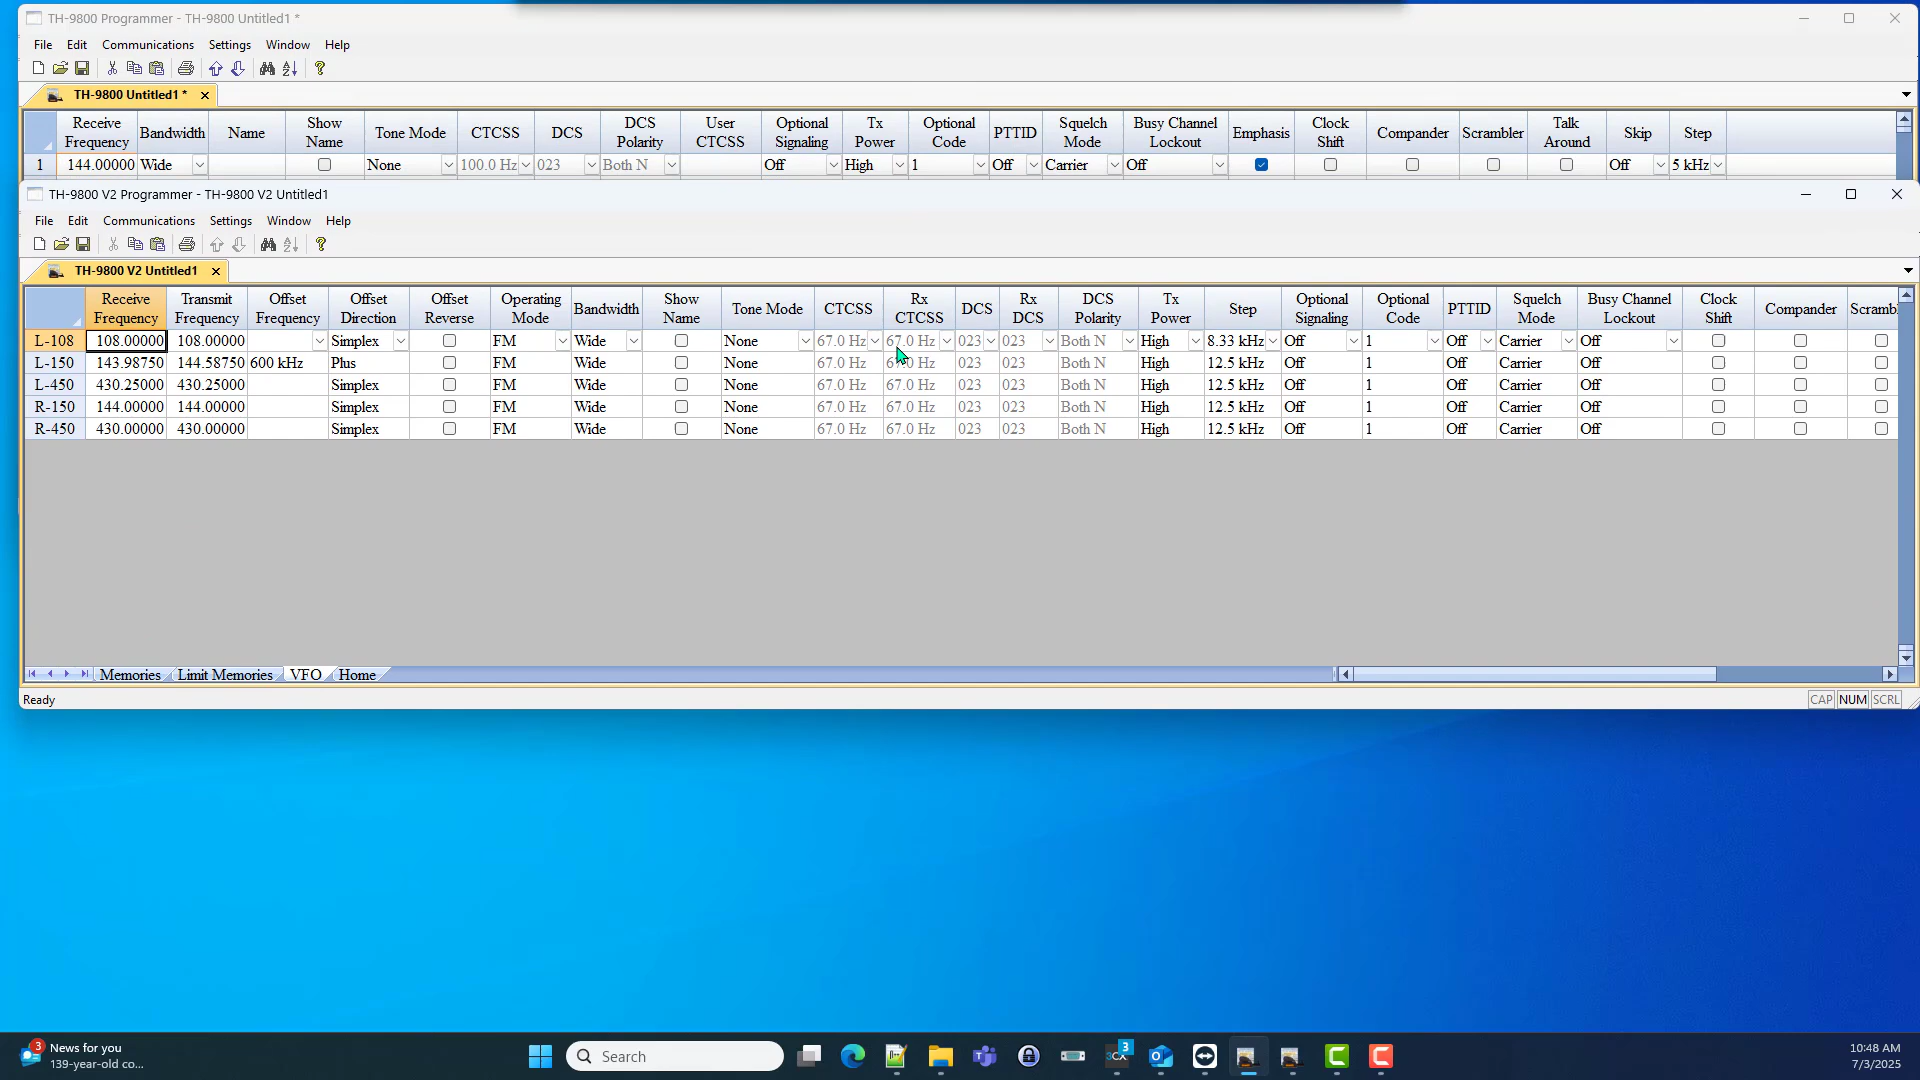 TH-9800 Programmer - TH-9800 Untitled1 *
File Edit Communications Settings Window Help
TH-9800 Untitled1 *
Receive Frequency Bandwidth Name Show Name Tone Mode CTCSS DCS DCS Polarity User CTCSS Optional Signaling Tx Power Optional Code PTTID Squelch Mode Busy Channel Lockout Emphasis Clock Shift Compander Scrambler Talk Around Skip Step
1 144.00000 Wide None 100.0 Hz 023 Both N Off High 1 Off Carrier Off Off 5 kHz
TH-9800 V2 Programmer - TH-9800 V2 Untitled1
File Edit Communications Settings Window Help
TH-9800 V2 Untitled1
Receive Frequency Transmit Frequency Offset Frequency Offset Direction Offset Reverse Operating Mode Bandwidth Show Name Tone Mode CTCSS Rx CTCSS DCS Rx DCS DCS Polarity Tx Power Step Optional Signaling Optional Code PTTID Squelch Mode Busy Channel Lockout Clock Shift Compander Scrambl
L-108 108.00000 108.00000 Simplex FM Wide None 67.0 Hz 67.0 Hz 023 023 Both N High 8.33 kHz Off 1 Off Carrier Off
L-150 143.98750 144.58750 600 kHz Plus FM Wide None 67.0 Hz 67.0 Hz 023 023 Both N High 12.5 kHz Off 1 Off Carrier Off
L-450 430.25000 430.25000 Simplex FM Wide None 67.0 Hz 67.0 Hz 023 023 Both N High 12.5 kHz Off 1 Off Carrier Off
R-150 144.00000 144.00000 Simplex FM Wide None 67.0 Hz 67.0 Hz 023 023 Both N High 12.5 kHz Off 1 Off Carrier Off
R-450 430.00000 430.00000 Simplex FM Wide None 67.0 Hz 67.0 Hz 023 023 Both N High 12.5 kHz Off 1 Off Carrier Off
Memories Limit Memories VFO Home
Ready CAP NUM SCRL
3 News for you
139-year-old co...
Search
3CX 3
10:48 AM
7/3/2025